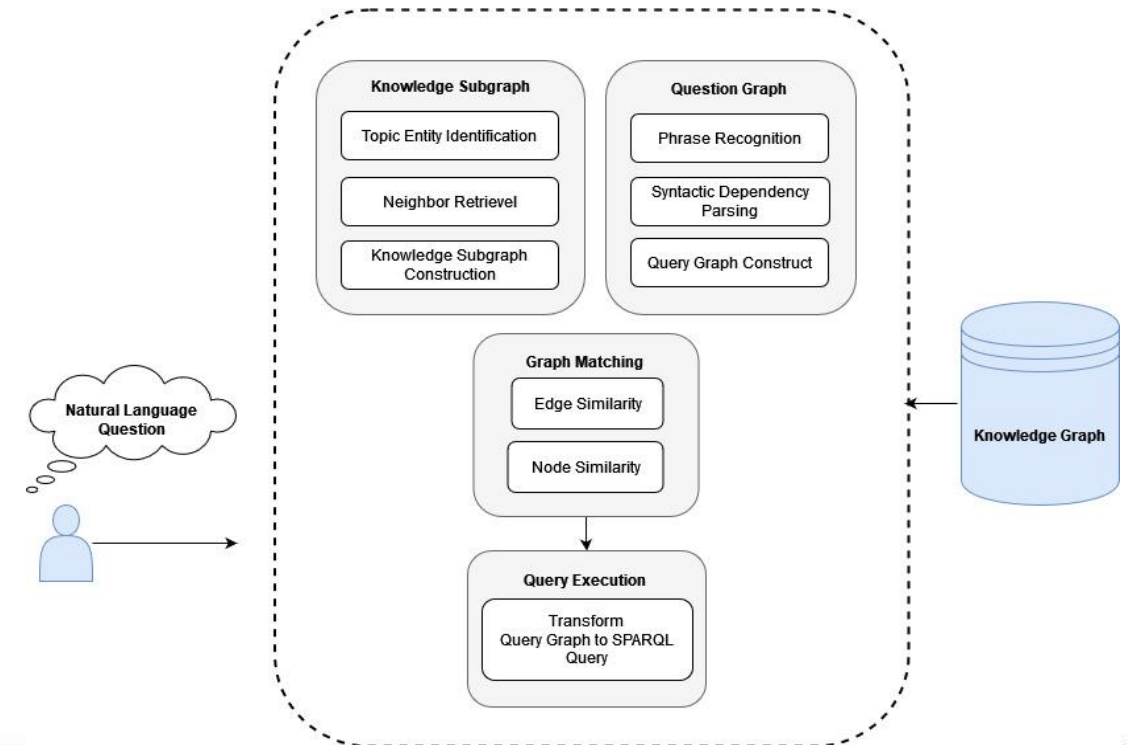 Knowledge Subgraph
Topic Entity Identification
Neighbor Retrievel
Knowledge Subgraph
Construction
Question Graph
Phrase Recognition
Syntactic Dependency
Parsing
Query Graph Construct
Graph Matching
Edge Similarity
Node Similarity
Natural Language
Question
Knowledge Graph
Query Execution
Transform
Query Graph to SPARQL
Query